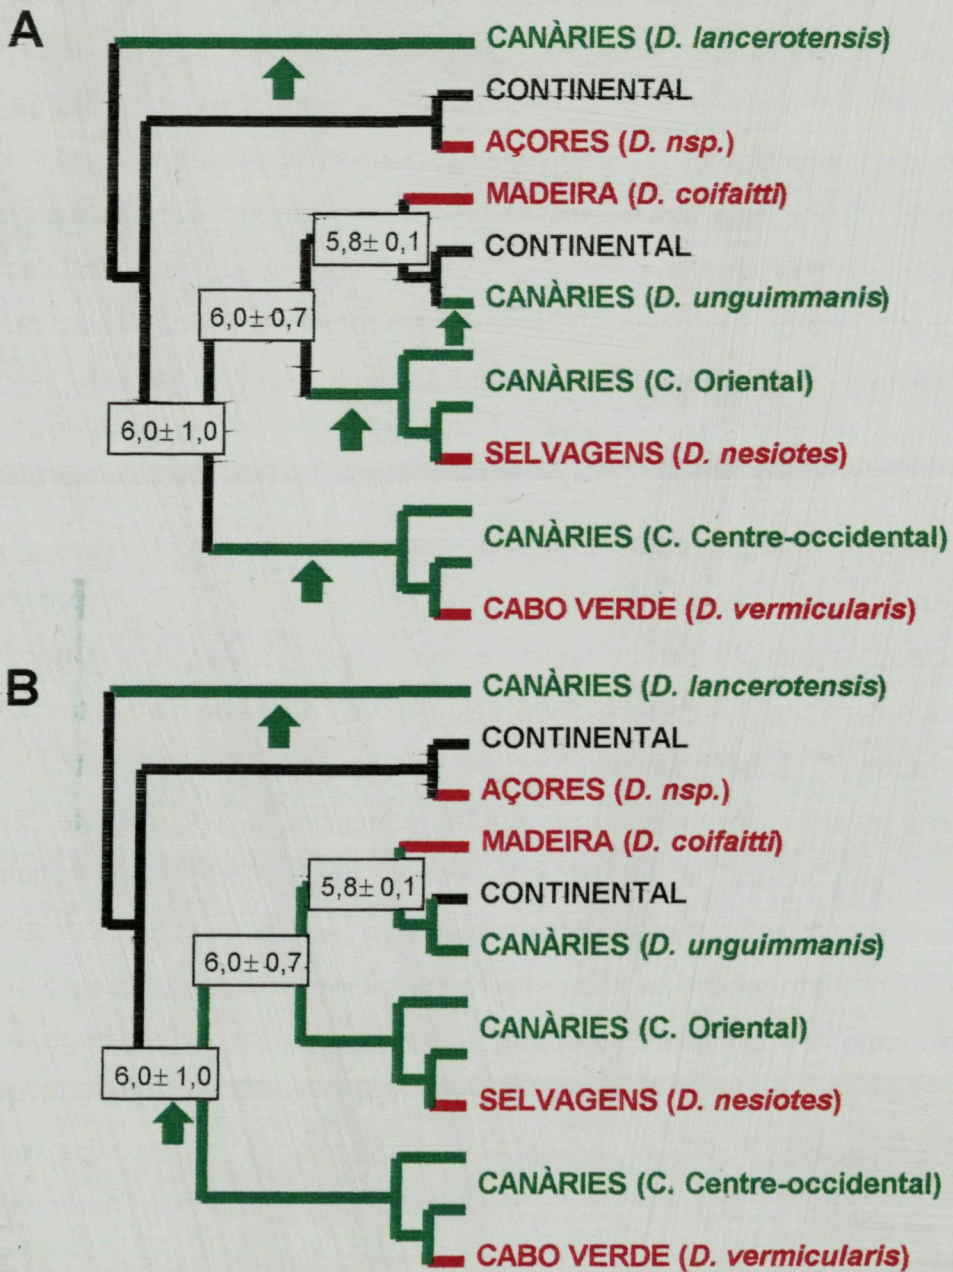 A
CANÀRIES (D. lancerotensis)
CONTINENTAL
AÇORES (D. nsp.)
MADEIRA (D. coifaitti)
5,8± 0,1
CONTINENTAL
CANÀRIES (D. unguimmanis)
6,0± 0,7
CANÀRIES (C. Oriental)
6,0± 1,0
SELVAGENS (D. nesiotes)
CANÀRIES (C. Centre-occidental)
CABO VERDE (D. vermicularis)
B
CANÀRIES (D. lancerotensis)
CONTINENTAL
AÇORES (D. nsp.)
MADEIRA (D. coifaitti)
5,8± 0,1
CONTINENTAL
CANÀRIES (D. unguimmanis)
6,0± 0,7
CANÀRIES (C. Oriental)
6,0± 1,0
SELVAGENS (D. nesiotes)
CANÀRIES (C. Centre-occidental)
CABO VERDE (D. vermicularis)